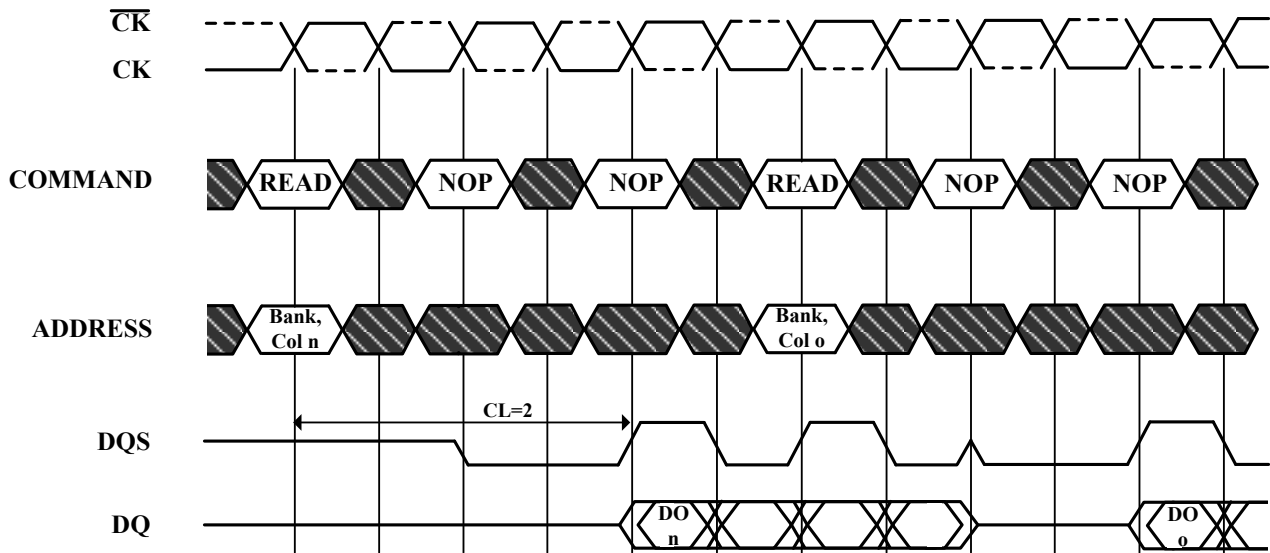 CK
CK
COMMAND READ NOP NOP READ NOP NOP
ADDRESS Bank, Col n Bank, Col o
CL=2
DQS
DQ DO n DO o